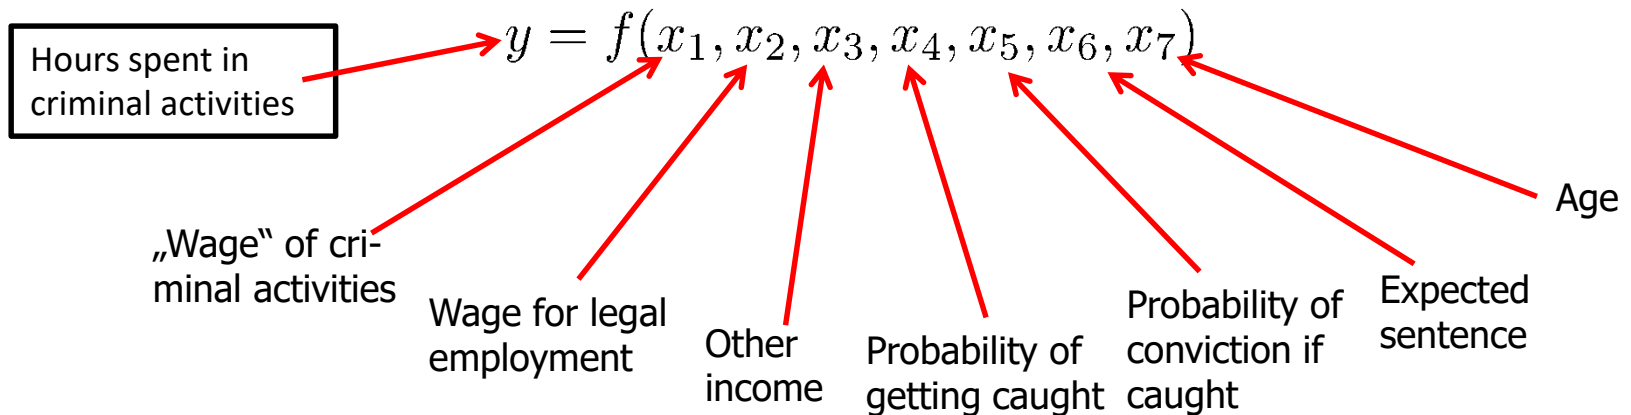 y = f(x₁, x₂, x₃, x₄, x₅, x₆, x₇)
Hours spent in
criminal activities
„Wage“ of cri-
minal activities
Wage for legal
employment
Other
income
Probability of
getting caught
Probability of
conviction if
caught
Expected
sentence
Age